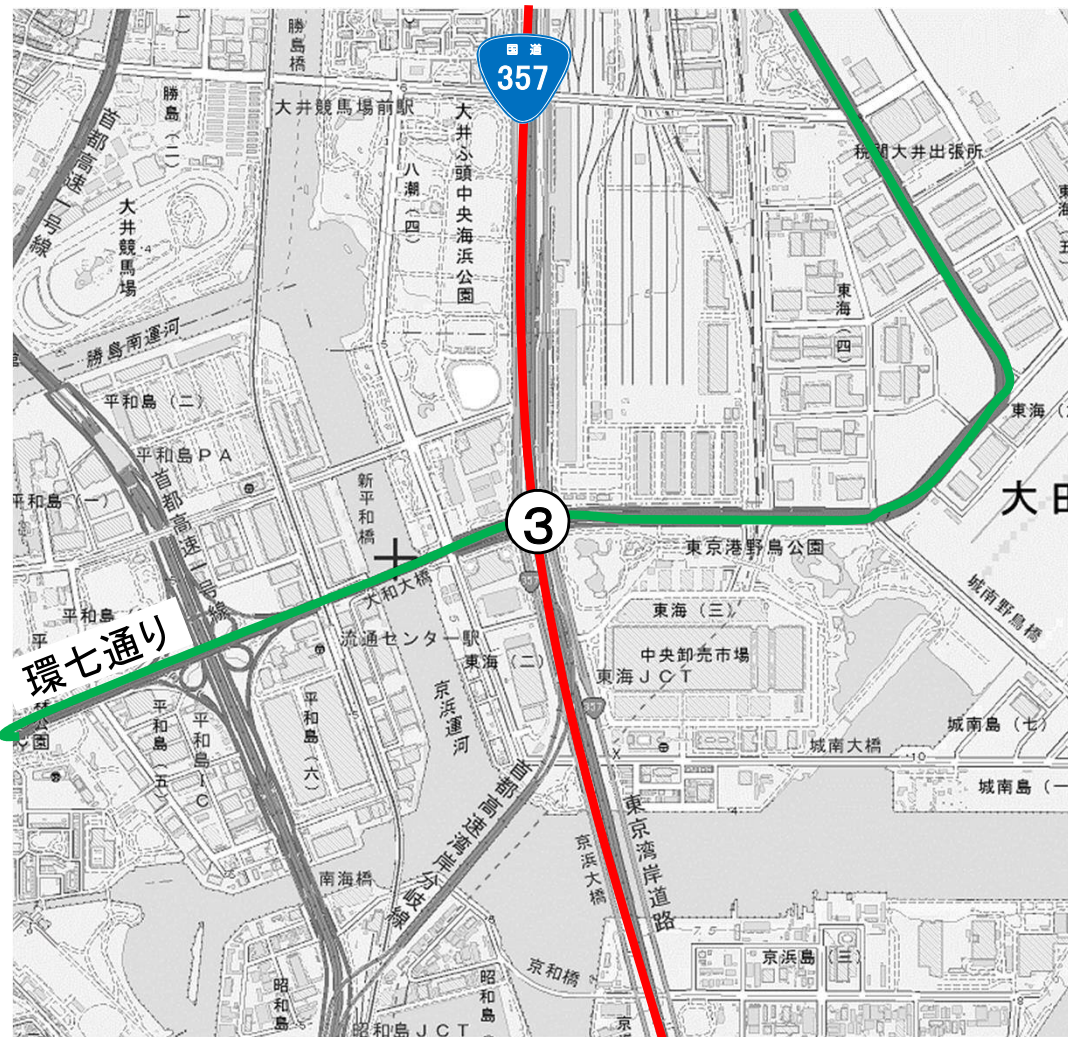 国道
357
勝島橋
勝島(二)
首都高速一号線
大井競馬場前駅
大井ふ頭中央海浜公園
八潮(四)
税関大井出張所
大井競馬場
勝島南運河
東海(四)
平和島(二)
平和島PA
平和島(一)
首都高速一号線
新平和橋
3
東京港野鳥公園
大和大橋
357
城南野鳥橋
環七通り
流通センター駅
東海(二)
東海(三)
中央卸売市場
東海JCT
357
京浜運河
平和島(五)
平和島IC
平和島(六)
城南島(七)
城南大橋
10
首都高速湾岸分岐線
東京湾岸道路
京浜大橋
南海橋
7.5
京浜島(三)
京和橋
昭和島
昭和島
昭和島JCT